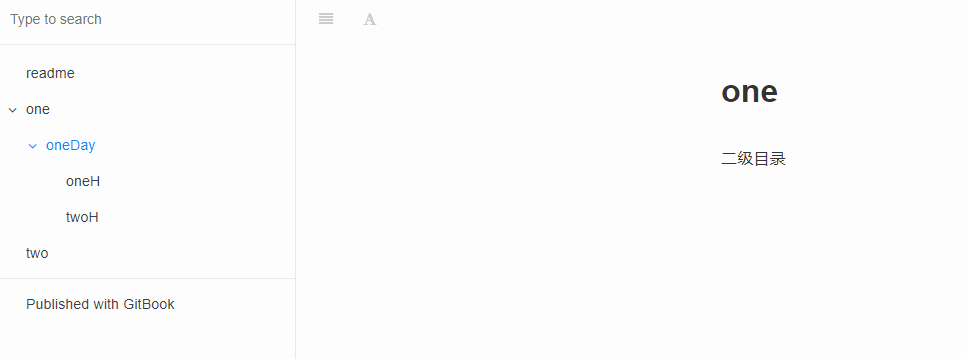 Type to search
A
readme
one
oneDay
oneH
twoH
two
Published with GitBook
one
二级目录